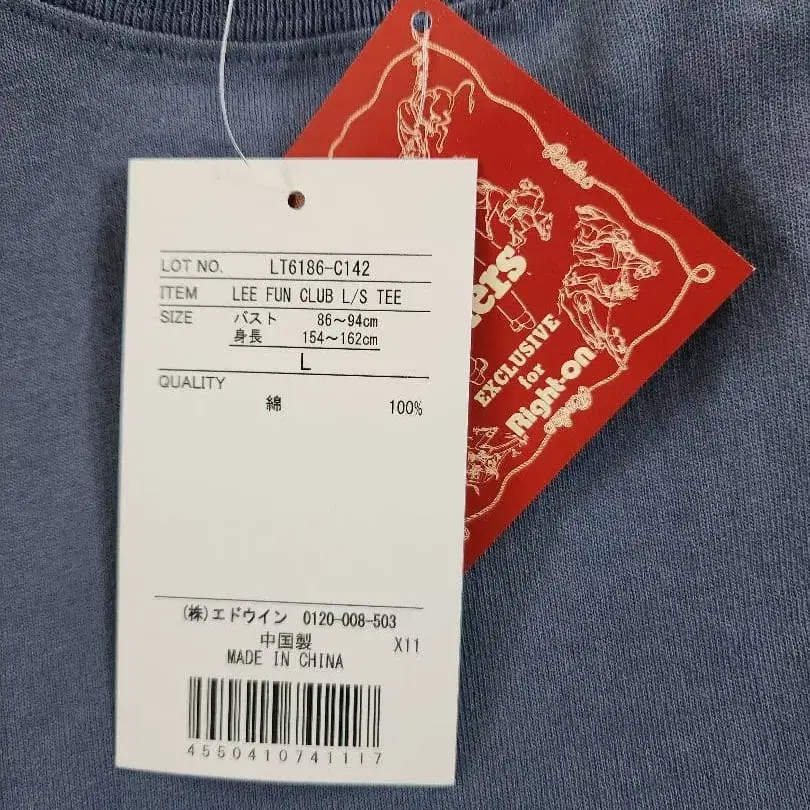 LOT NO. LT6186-C142
ITEM LEE FUN CLUB L/S TEE
SIZE バスト 86～94cm
身長 154～162cm
L
QUALITY
綿 100%
(株)エドウイン 0120-008-503
中国製 X11
MADE IN CHINA
4550410741117
EXCLUSIVE
for
Right-on